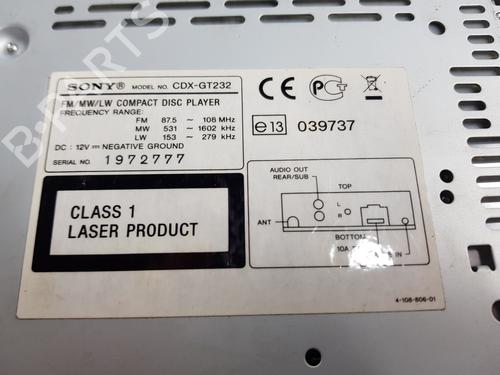 SONY® MODEL NO. CDX-GT232
FM/MW/LW COMPACT DISC PLAYER
FREQUENCY RANGE:
FM 87.5 – 108 MHz
MW 531 – 1602 kHz
LW 153 – 279 kHz
DC : 12V NEGATIVE GROUND
SERIAL NO. 1972777
CLASS 1
LASER PRODUCT
CE
e13 039737
AUDIO OUT
REAR/SUB
TOP
L
R
ANT
BOTTOM
10A
IN
4-108-806-01
B-PARTS